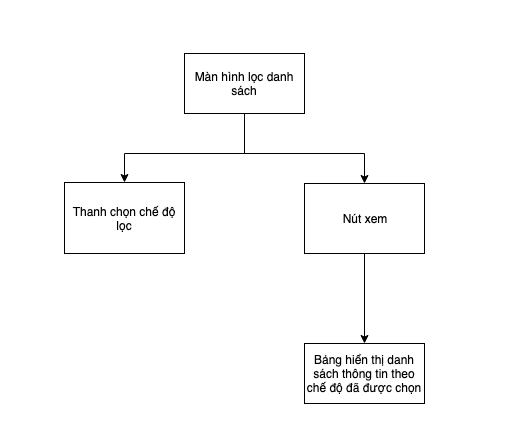 Màn hình lọc danh
sách
Thanh chọn chế độ
lọc
Nút xem
Bảng hiển thị danh
sách thông tin theo
chế độ đã được chọn